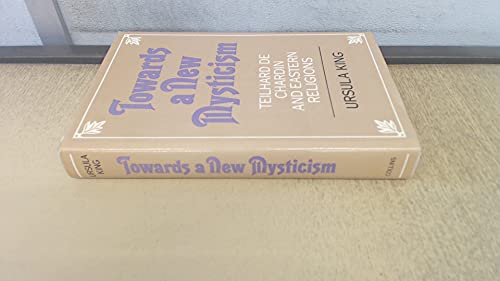 Towards
a New
Mysticism
TEILHARD DE
CHARDIN
AND EASTERN
RELIGIONS
URSULA KING
URSULA
KING
Towards a New Mysticism
COLLINS